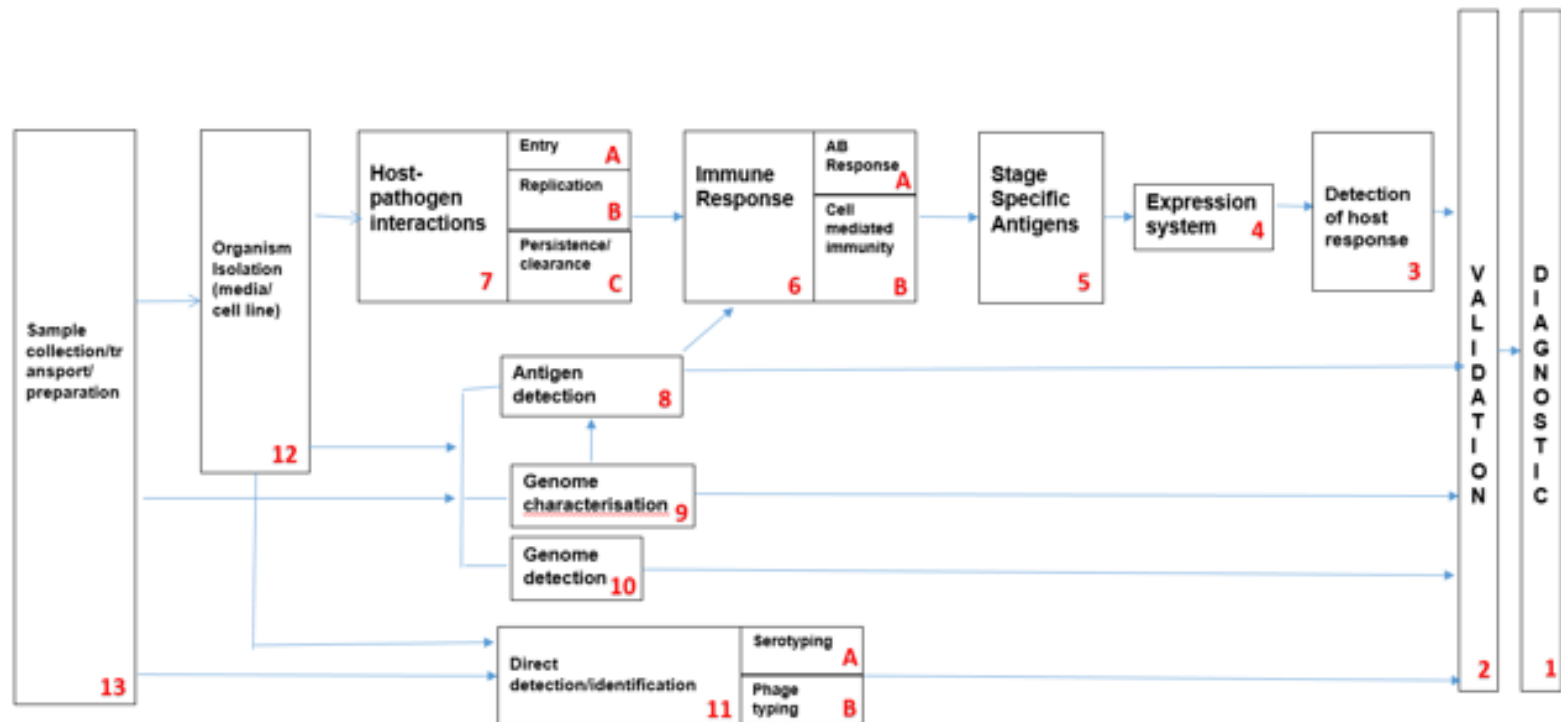 Sample
collection/tr
ansport/
preparation
13
Organism
Isolation
(media/
cell line)
12
Host-
pathogen
interactions
7
Entry
A
Replication
B
Persistence/
clearance
C
Immune
Response
6
AB
Response
A
Cell
mediated
immunity
B
Stage
Specific
Antigens
5
Expression
system
4
Detection
of host
response
3
Antigen
detection
8
Genome
characterisation
9
Genome
detection
10
Direct
detection/identification
11
Serotyping
A
Phage
typing
B
VALIDATION
2
DIAGNOSTIC
1